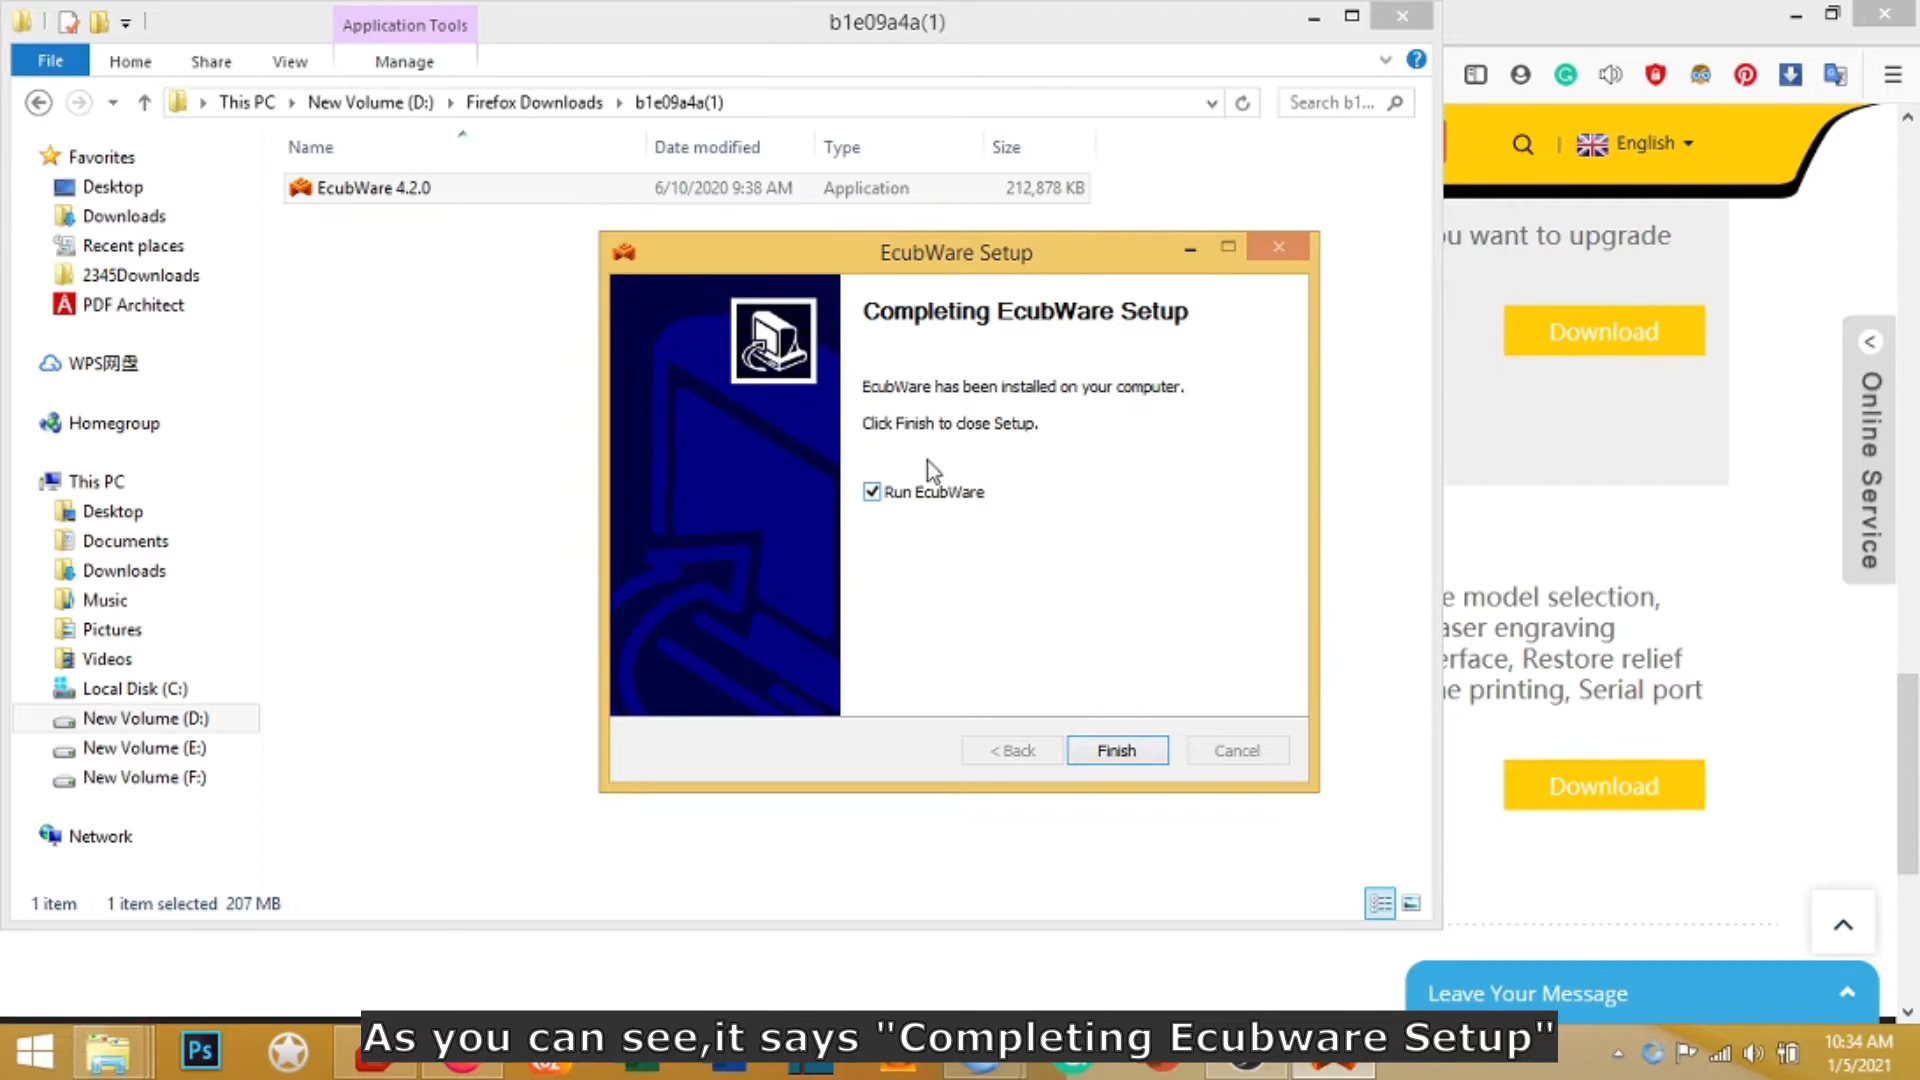 Application Tools
b1e09a4a(1)
File Home Share View Manage
This PC New Volume (D:) Firefox Downloads b1e09a4a(1)
Search b1...
Name Date modified Type Size
EcubWare 4.2.0 6/10/2020 9:38 AM Application 212,878 KB
Favorites
Desktop
Downloads
Recent places
2345Downloads
PDF Architect
WPS网盘
Homegroup
This PC
Desktop
Documents
Downloads
Music
Pictures
Videos
Local Disk (C:)
New Volume (D:)
New Volume (E:)
New Volume (F:)
Network
1 item 1 item selected 207 MB
EcubWare Setup
Completing EcubWare Setup
EcubWare has been installed on your computer.
Click Finish to close Setup.
Run EcubWare
< Back Finish Cancel
English
ou want to upgrade
Download
Online Service
e model selection,
aser engraving
erface, Restore relief
ne printing, Serial port
Download
Leave Your Message
As you can see,it says "Completing Ecubware Setup"
Ps
10:34 AM
1/5/2021